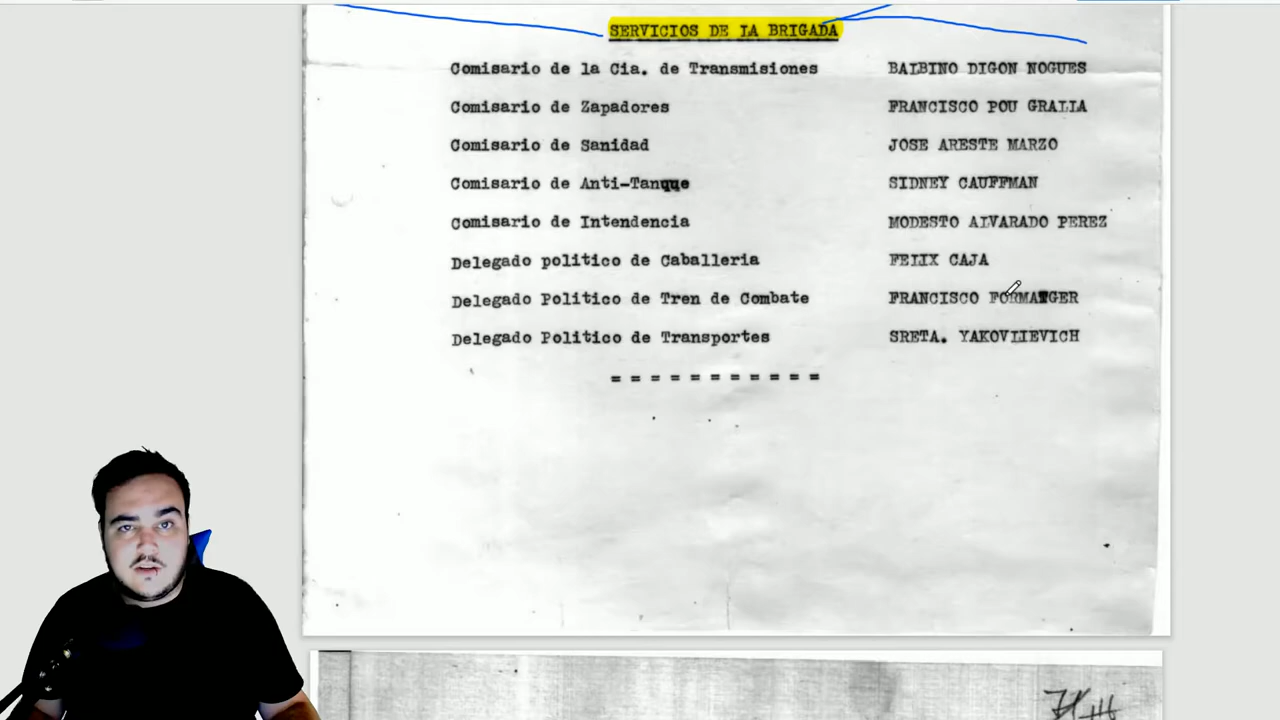 SERVICIOS DE LA BRIGADA
Comisario de la Cia. de Transmisiones BALBINO DIGON NOGUES
Comisario de Zapadores FRANCISCO POU GRALLA
Comisario de Sanidad JOSE ARESTE MARZO
Comisario de Anti-Tanque SIDNEY CAUFFMAN
Comisario de Intendencia MODESTO ALVARADO PEREZ
Delegado politico de Caballeria FELIX CAJA
Delegado Politico de Tren de Combate FRANCISCO
Delegado Politico de Transportes SRETA. YAKOVLIEVICH
= = = = = = = = = = =